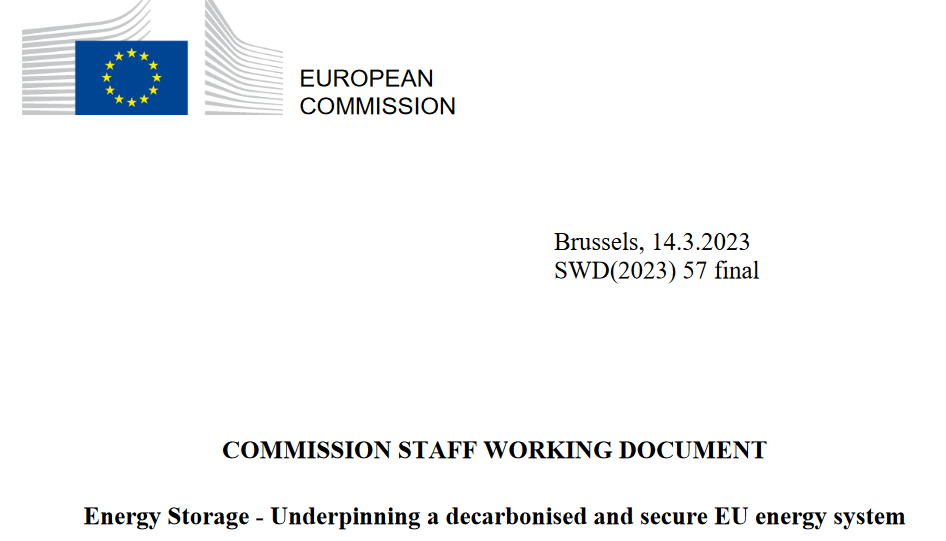 EUROPEAN
COMMISSION
Brussels, 14.3.2023
SWD(2023) 57 final
COMMISSION STAFF WORKING DOCUMENT
Energy Storage - Underpinning a decarbonised and secure EU energy system